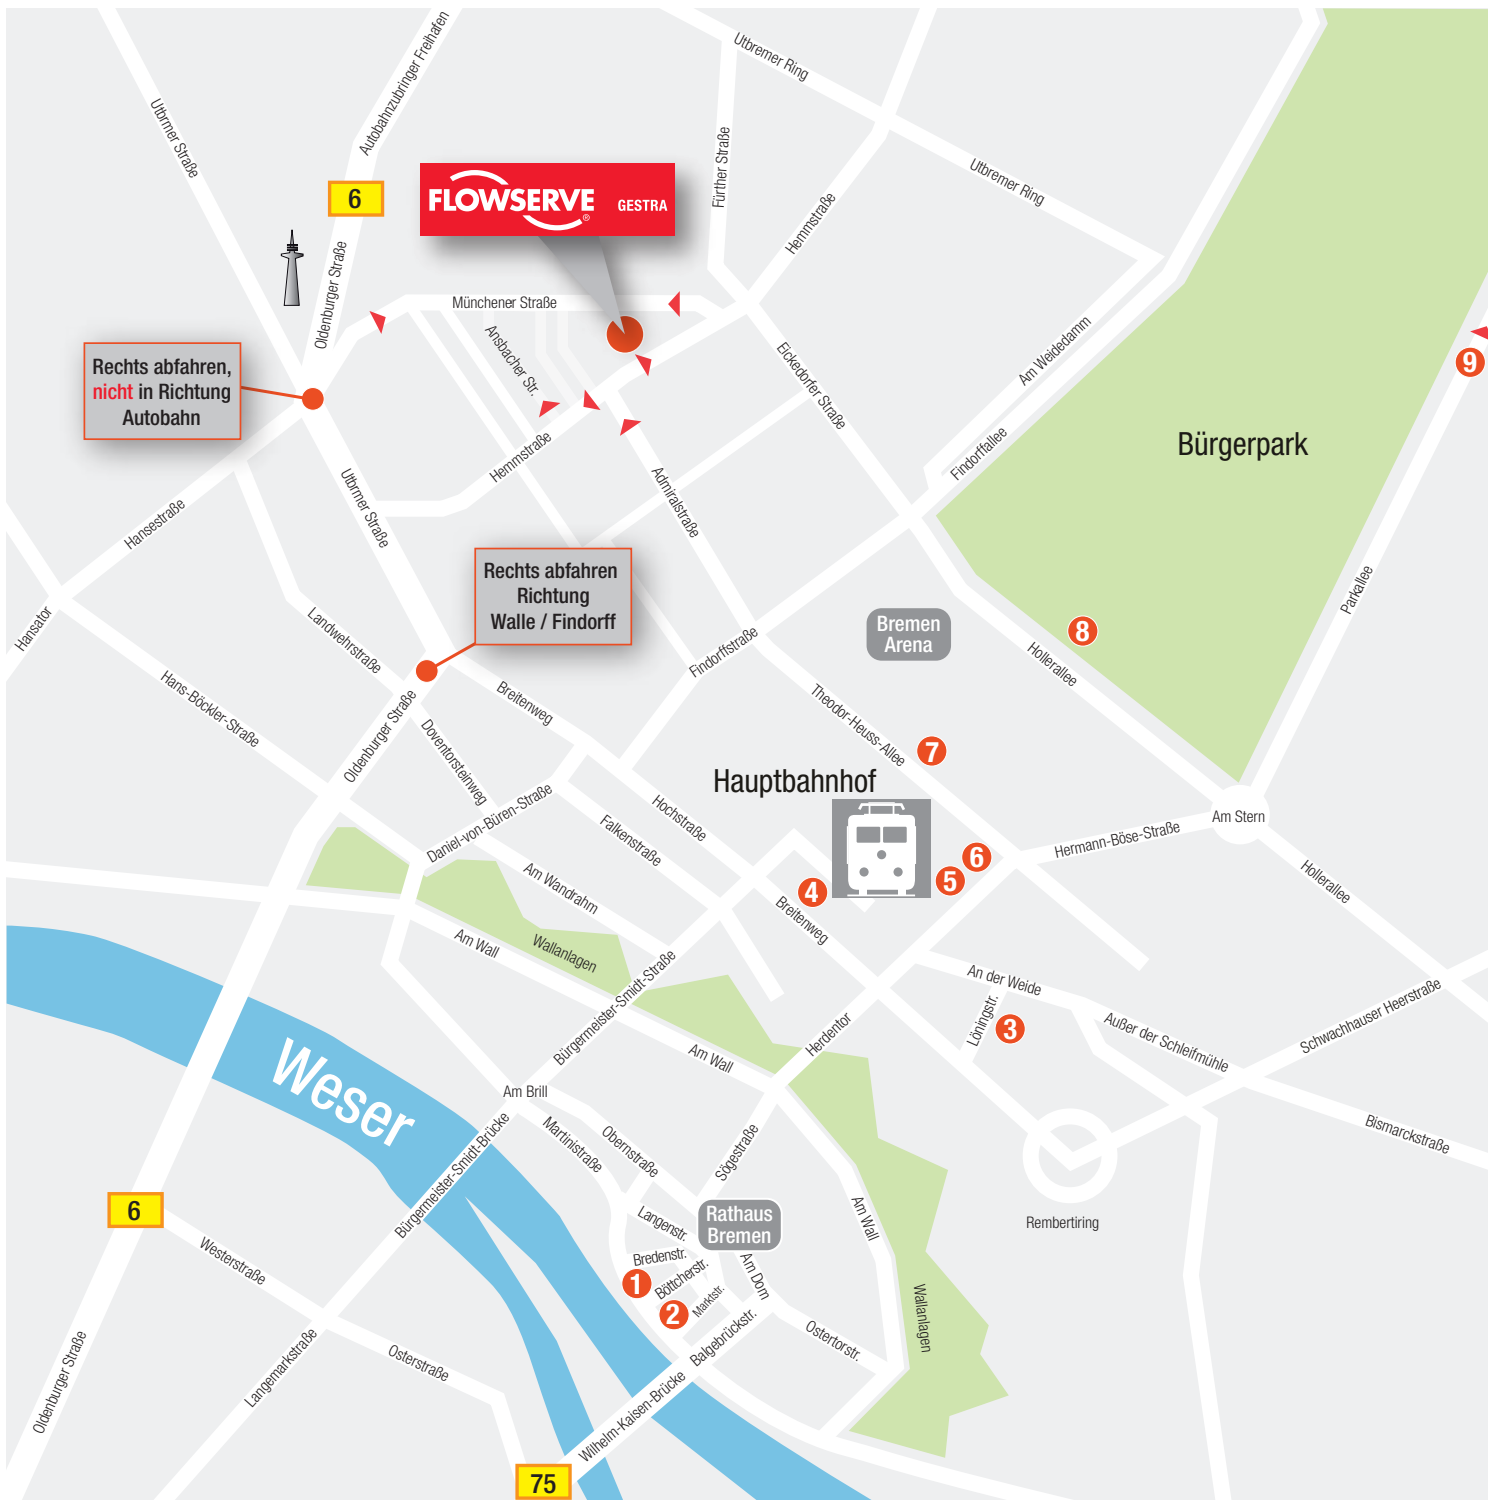 Utbremer Ring
Autobahnzubringer Freihafen
Utbrmer Straße
Fürther Straße
Utbremer Ring
6
FLOWSERVE
®
GESTRA
Hemmstraße
Oldenburger Straße
Münchener Straße
Ansbacher Str.
Eickedorfer Straße
Am Weidedamm
Rechts abfahren,
nicht in Richtung
Autobahn
9
Bürgerpark
Hemmstraße
Findorffallee
Utbrmer Straße
Admiralstraße
Hansestraße
Rechts abfahren
Richtung
Walle / Findorff
Parkallee
Hansator
Landwehrstraße
Bremen
Arena
8
Findorffstraße
Hollerallee
Hans-Böckler-Straße
Breitenweg
Oldenburger Straße
Doventorsteinweg
Theodor-Heuss-Allee
7
Hauptbahnhof
Daniel-von-Büren-Straße
Hochstraße
Falkenstraße
Am Stern
Hermann-Böse-Straße
6
5
4
Hollerallee
Am Wandrahm
Breitenweg
Am Wall
Wallanlagen
Bürgermeister-Smidt-Straße
An der Weide
Löningstr.
3
Außer der Schleifmühle
Schwachhauser Heerstraße
Herdentor
Am Wall
Weser
Am Brill
Martinistraße
Obernstraße
Sögestraße
Bismarckstraße
Bürgermeister-Smidt-Brücke
6
Langenstr.
Rathaus
Bremen
Am Wall
Rembertiring
Westerstraße
Bredenstr.
1
Böttcherstr.
Am Dom
2
Marktstr.
Balgebrückstr.
Ostertorstr.
Wallanlagen
Oldenburger Straße
Langemarkstraße
Osterstraße
Wilhelm-Kaisen-Brücke
75